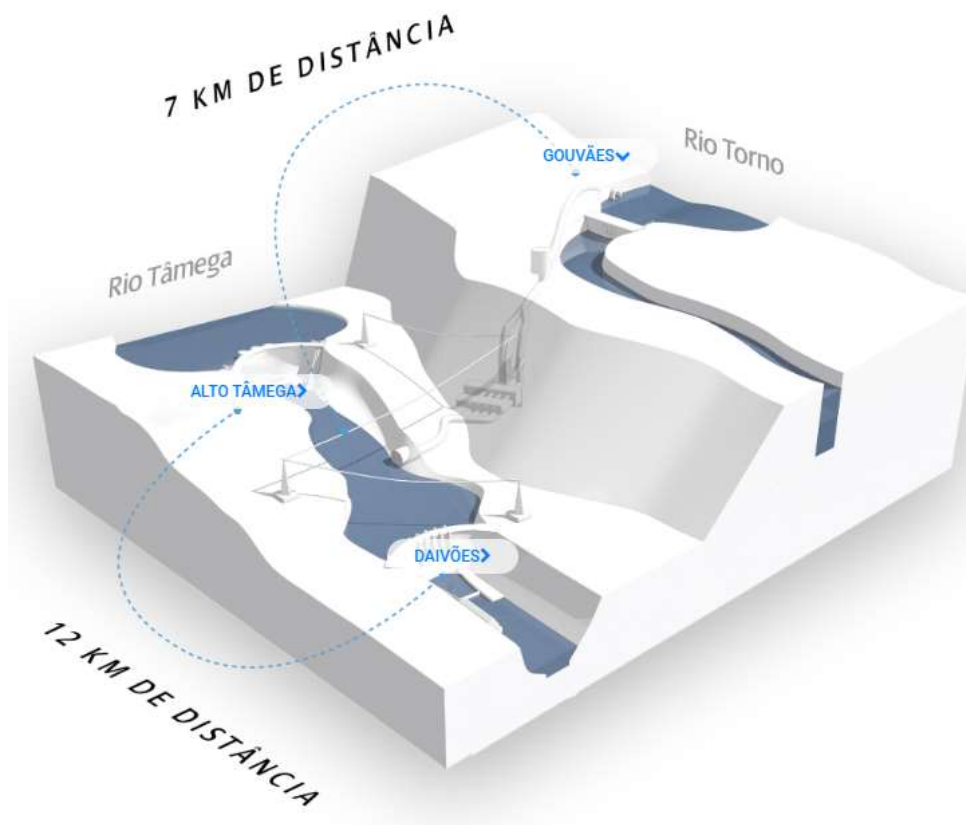 7 KM DE DISTÂNCIA
GOUVÃES
Rio Torno
Rio Tâmega
ALTO TÂMEGA
DAIVÕES
12 KM DE DISTÂNCIA